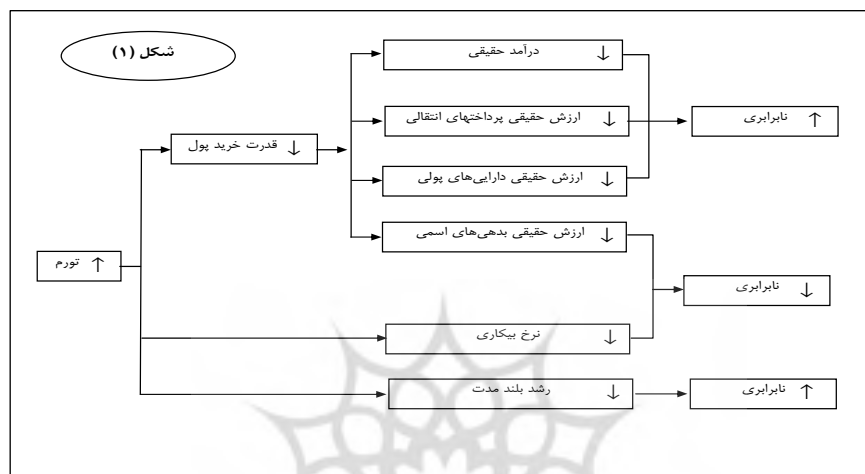 شکل (۱)
درآمد حقیقی ↓
ارزش حقیقی پرداختهای انتقالی ↓
نابرابری ↑
قدرت خرید پول ↓
ارزش حقیقی دارایی‌های پولی ↓
ارزش حقیقی بدهی‌های اسمی ↓
تورم ↑
نابرابری ↓
نرخ بیکاری ↓
رشد بلند مدت ↓
نابرابری ↑